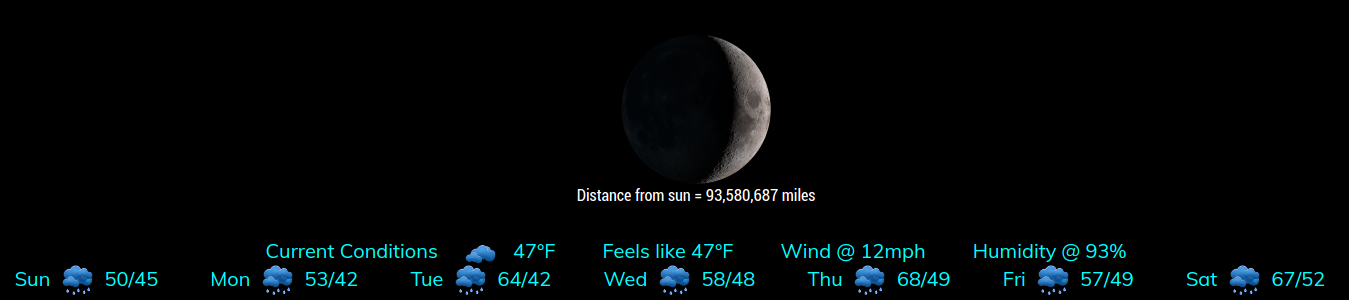 Distance from sun = 93,580,687 miles
Current Conditions 47°F Feels like 47°F Wind @ 12mph Humidity @ 93%
Sun 50/45 Mon 53/42 Tue 64/42 Wed 58/48 Thu 68/49 Fri 57/49 Sat 67/52